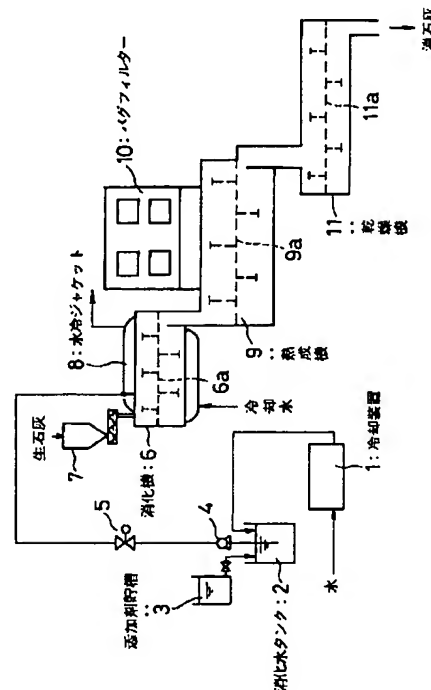 10：バグフィルター
8：水冷ジャケット
生石灰
7
5
4
添加剤貯槽
：3
消化水タンク：2
水
1：冷却装置
消化機：6
6a
冷却水
9a
9
：熟成機
11a
11
：乾燥機
消石灰